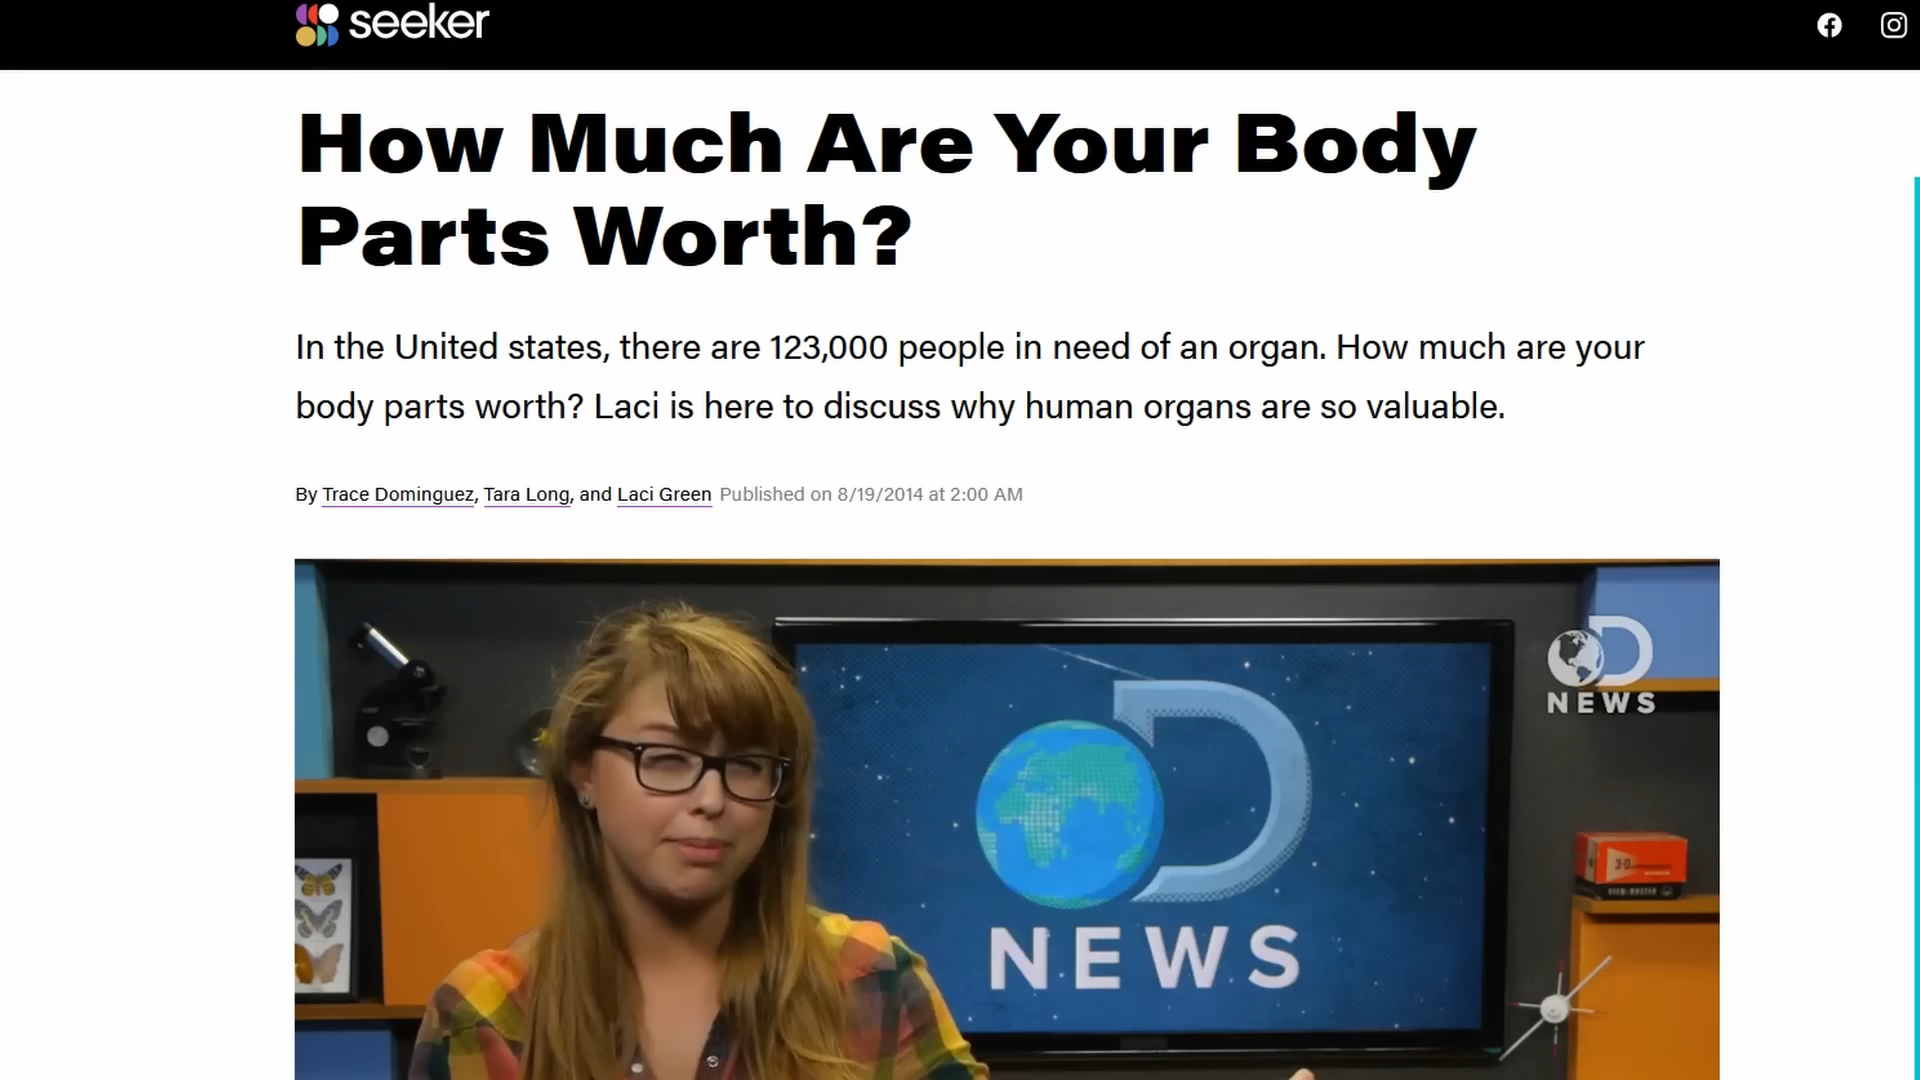 seeker
How Much Are Your Body
Parts Worth?
In the United states, there are 123,000 people in need of an organ. How much are your
body parts worth? Laci is here to discuss why human organs are so valuable.
By Trace Dominguez, Tara Long, and Laci Green Published on 8/19/2014 at 2:00 AM
D
NEWS
D
NEWS
3-D
VIEW-MASTER